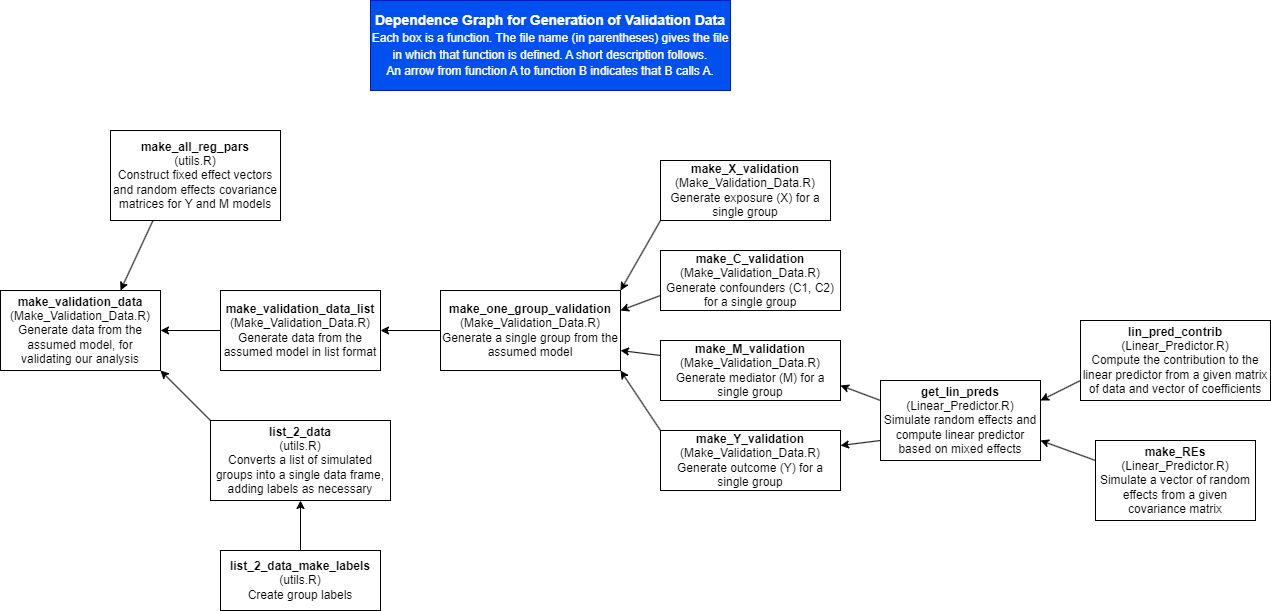 Dependence Graph for Generation of Validation Data
Each box is a function. The file name (in parentheses) gives the file
in which that function is defined. A short description follows.
An arrow from function A to function B indicates that B calls A.
make_all_reg_pars
(utils.R)
Construct fixed effect vectors
and random effects covariance
matrices for Y and M models
make_X_validation
(Make_Validation_Data.R)
Generate exposure (X) for a
single group
make_C_validation
(Make_Validation_Data.R)
Generate confounders (C1, C2)
for a single group
make_validation_data
(Make_Validation_Data.R)
Generate data from the
assumed model, for
validating our analysis
make_validation_data_list
(Make_Validation_Data.R)
Generate data from the
assumed model in list format
make_one_group_validation
(Make_Validation_Data.R)
Generate a single group from the
assumed model
make_M_validation
(Make_Validation_Data.R)
Generate mediator (M) for a
single group
lin_pred_contrib
(Linear_Predictor.R)
Compute the contribution to the
linear predictor from a given matrix
of data and vector of coefficients
get_lin_preds
(Linear_Predictor.R)
Simulate random effects and
compute linear predictor
based on mixed effects
list_2_data
(utils.R)
Converts a list of simulated
groups into a single data frame,
adding labels as necessary
make_Y_validation
(Make_Validation_Data.R)
Generate outcome (Y) for a
single group
make_REs
(Linear_Predictor.R)
Simulate a vector of random
effects from a given
covariance matrix
list_2_data_make_labels
(utils.R)
Create group labels